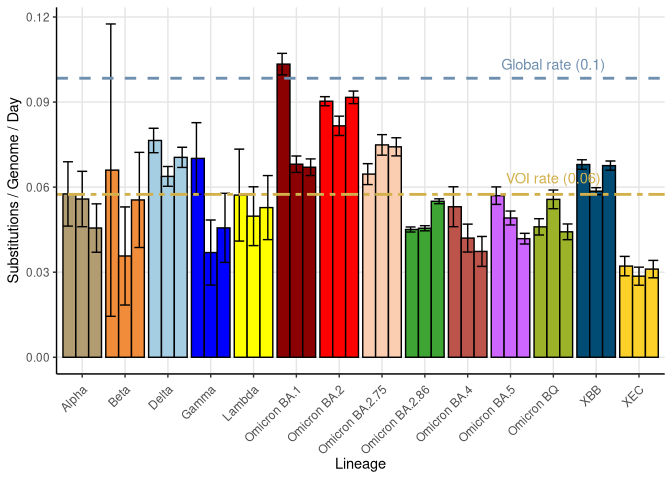 Substitutions / Genome / Day
0.12
0.09
0.06
0.03
0.00
Global rate (0.1)
VOI rate (0.06)
Alpha
Beta
Delta
Gamma
Lambda
Omicron BA.1
Omicron BA.2
Omicron BA.2.75
Omicron BA.2.86
Omicron BA.4
Omicron BA.5
Omicron BQ
XBB
XEC
Lineage